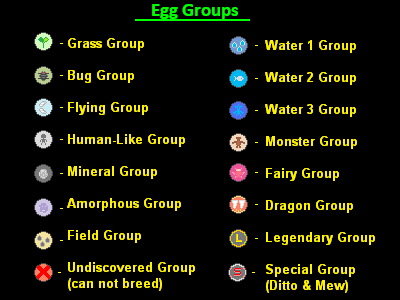 Egg Groups
- Grass Group
- Bug Group
- Flying Group
- Human-Like Group
- Mineral Group
- Amorphous Group
- Field Group
- Undiscovered Group
(can not breed)
- Water 1 Group
- Water 2 Group
- Water 3 Group
- Monster Group
- Fairy Group
- Dragon Group
L - Legendary Group
S - Special Group
(Ditto & Mew)